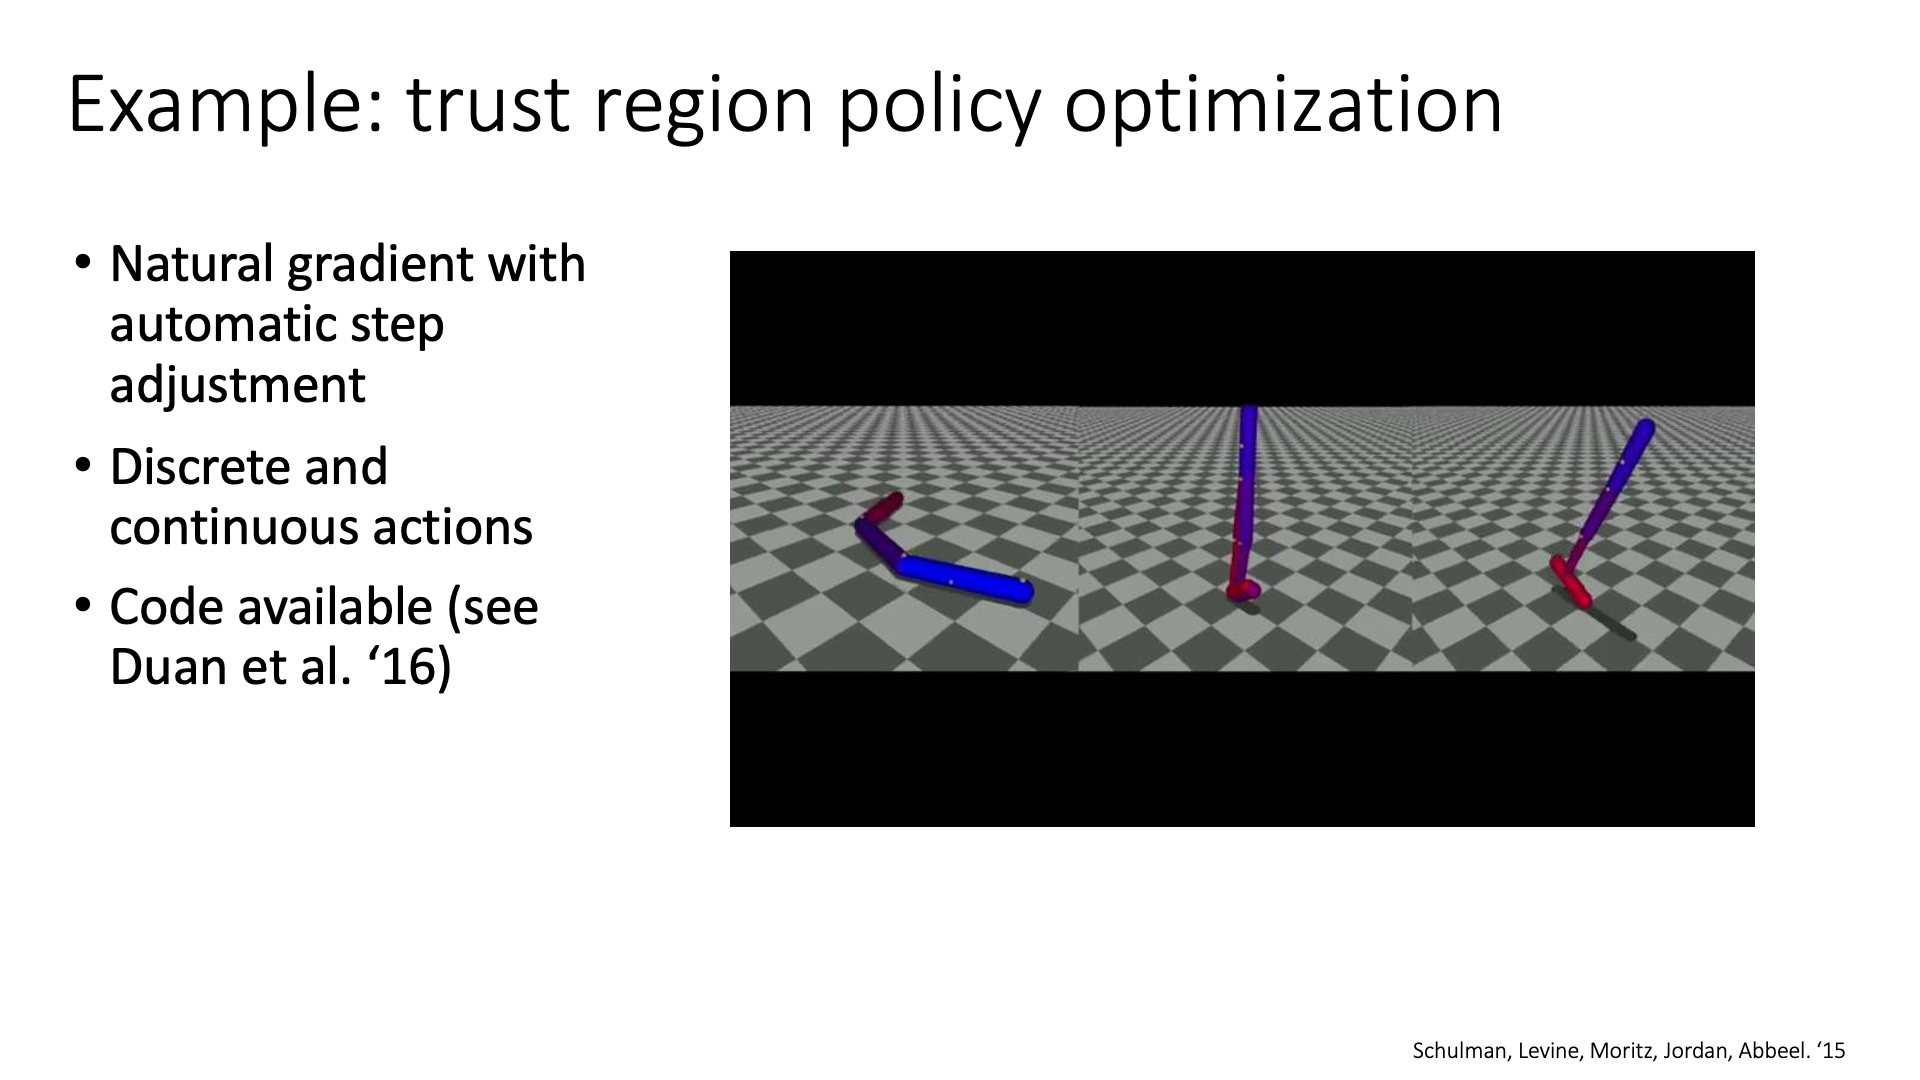 Example: trust region policy optimization
• Natural gradient with
automatic step
adjustment
• Discrete and
continuous actions
• Code available (see
Duan et al. ‘16)
Schulman, Levine, Moritz, Jordan, Abbeel. ‘15